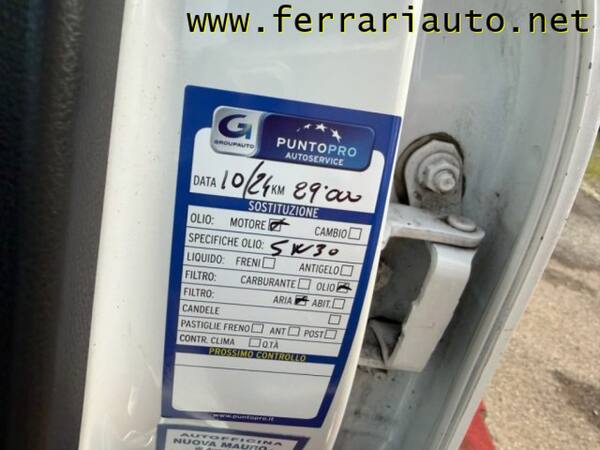 www.ferrariauto.net
G
GROUPAUTO
PUNTOPRO
AUTOSERVICE
DATA 10/24 KM 89'000
SOSTITUZIONE
OLIO: MOTORE CAMBIO
SPECIFICHE OLIO: 5W30
LIQUIDO: FRENI ANTIGELO
FILTRO: CARBURANTE OLIO
FILTRO: ARIA ABIT.
CANDELE
PASTIGLIE FRENO ANT POST
CONTR. CLIMA Q.TÀ
PROSSIMO CONTROLLO
www.puntopro.it
AUTOFFICINA
NUOVA MAURO